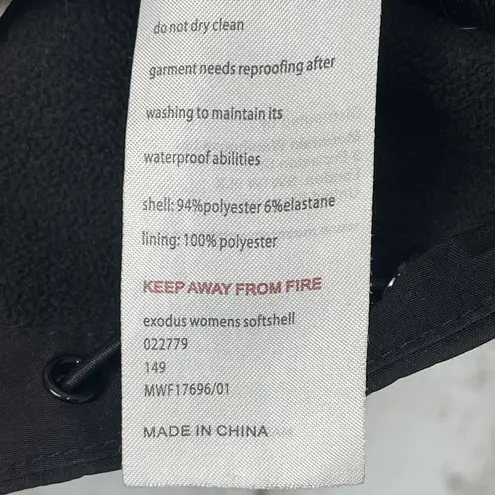 do not dry clean
garment needs reproofing after
washing to maintain its
waterproof abilities
shell: 94%polyester 6%elastane
lining: 100% polyester
KEEP AWAY FROM FIRE
exodus womens softshell
022779
149
MWF17696/01
MADE IN CHINA